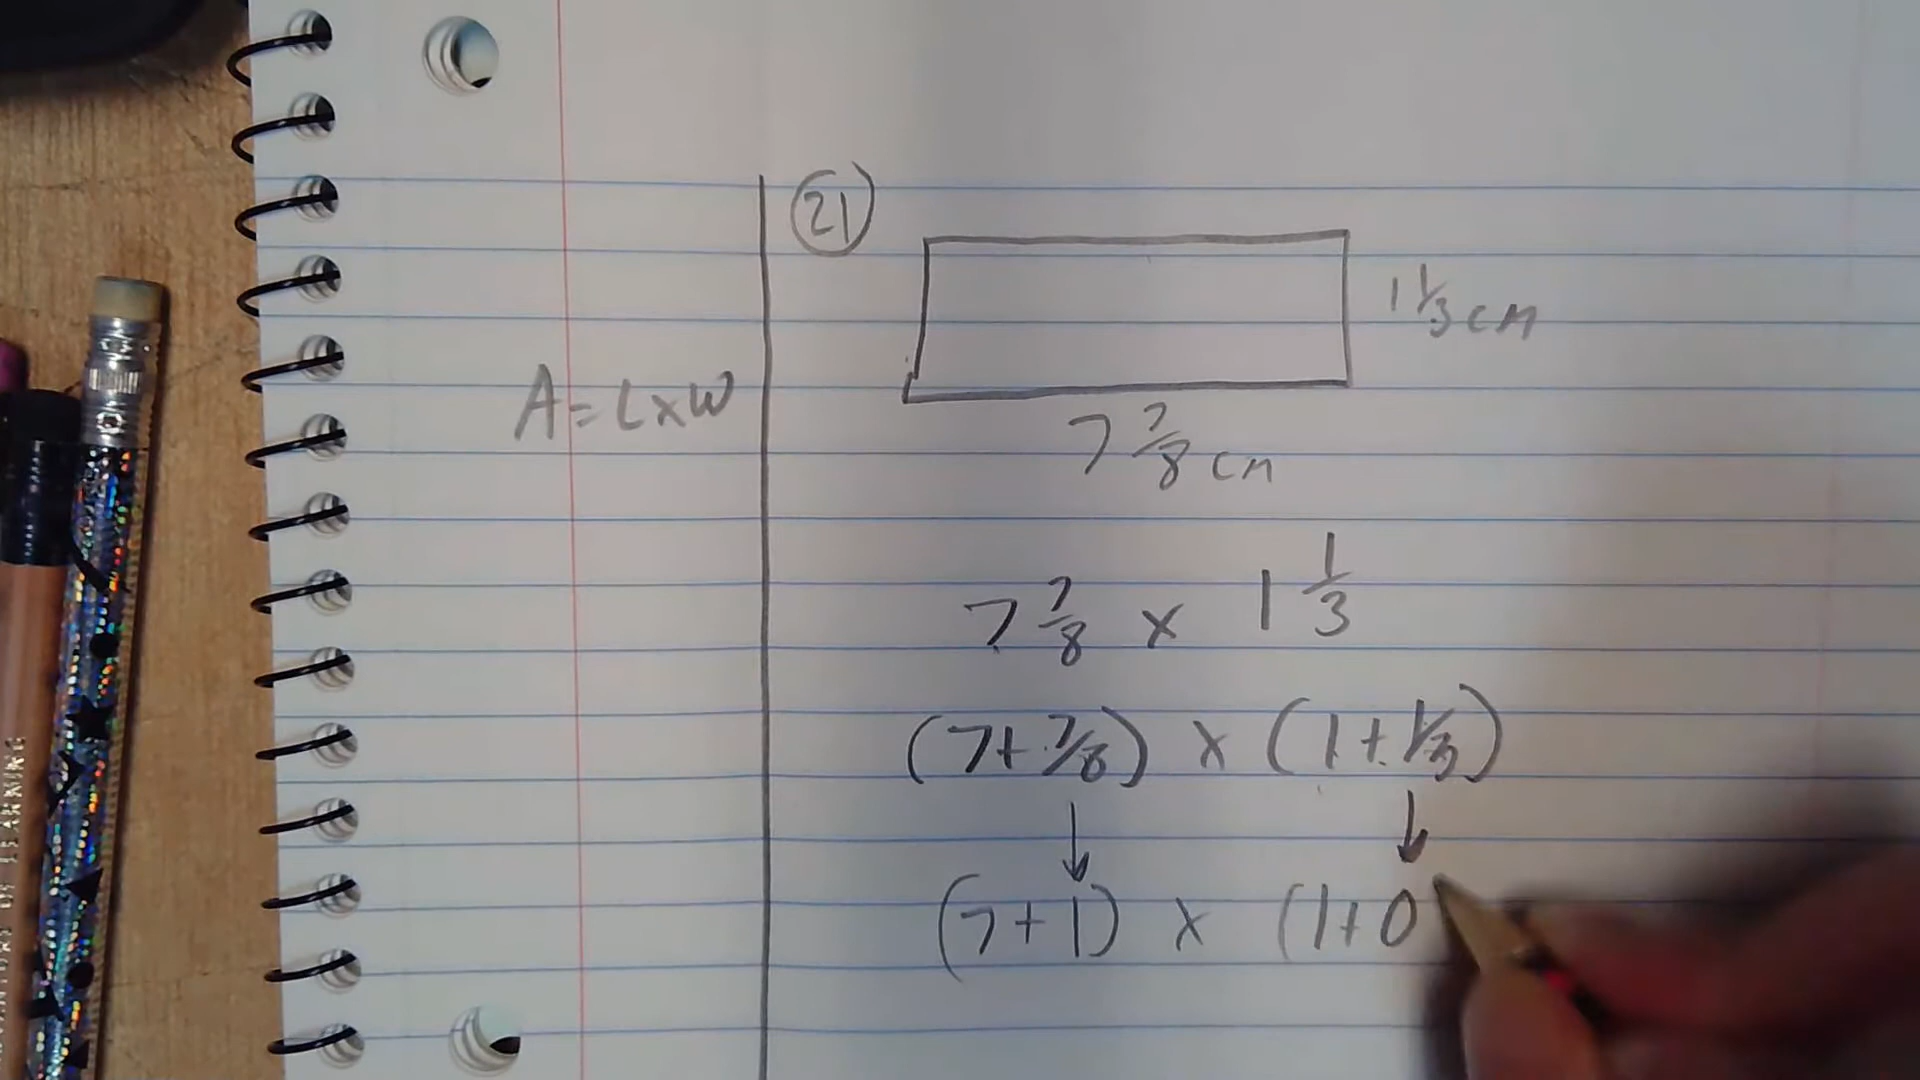 21
1 1/3 cm
A = L x W
7 7/8 cm
7 7/8 x 1 1/3
(7 + 7/8) x (1 + 1/3)
(7 + 1) x (1 + 0